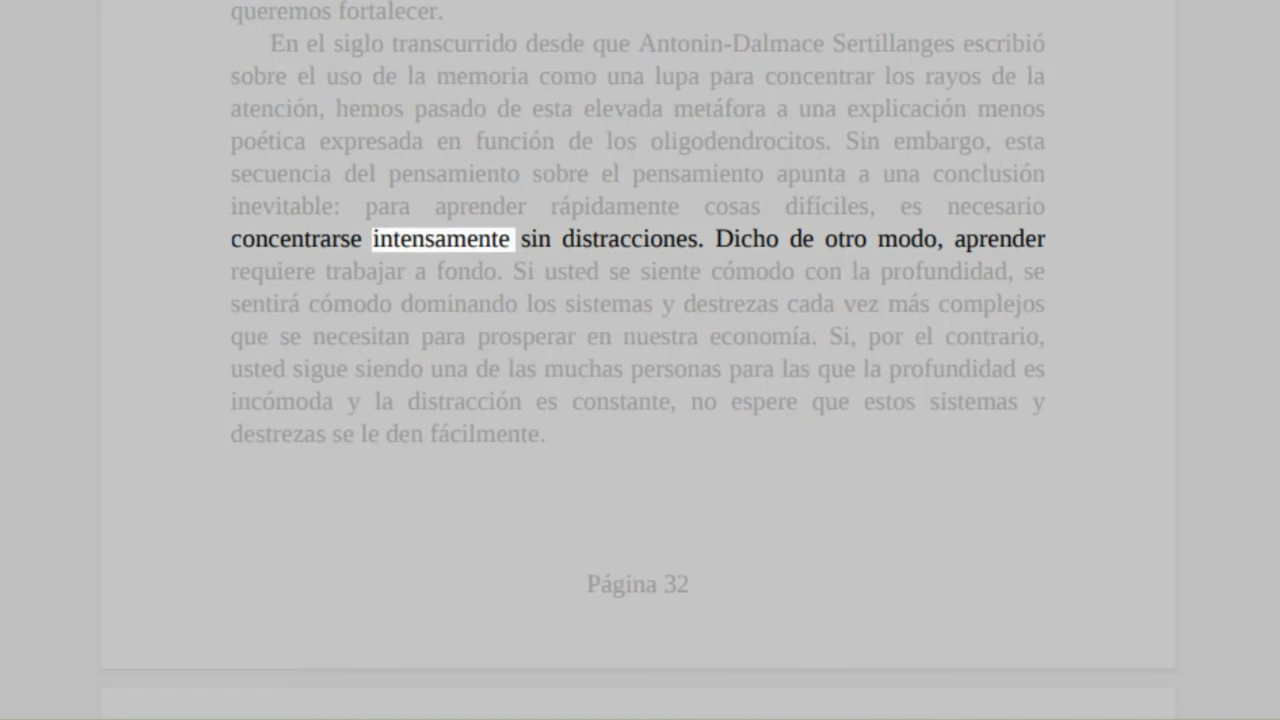 queremos fortalecer.
En el siglo transcurrido desde que Antonin-Dalmace Sertillanges escribió
sobre el uso de la memoria como una lupa para concentrar los rayos de la
atención, hemos pasado de esta elevada metáfora a una explicación menos
poética expresada en función de los oligodendrocitos. Sin embargo, esta
secuencia del pensamiento sobre el pensamiento apunta a una conclusión
inevitable: para aprender rápidamente cosas difíciles, es necesario
concentrarse intensamente sin distracciones. Dicho de otro modo, aprender
requiere trabajar a fondo. Si usted se siente cómodo con la profundidad, se
sentirá cómodo dominando los sistemas y destrezas cada vez más complejos
que se necesitan para prosperar en nuestra economía. Si, por el contrario,
usted sigue siendo una de las muchas personas para las que la profundidad es
incómoda y la distracción es constante, no espere que estos sistemas y
destrezas se le den fácilmente.
Página 32